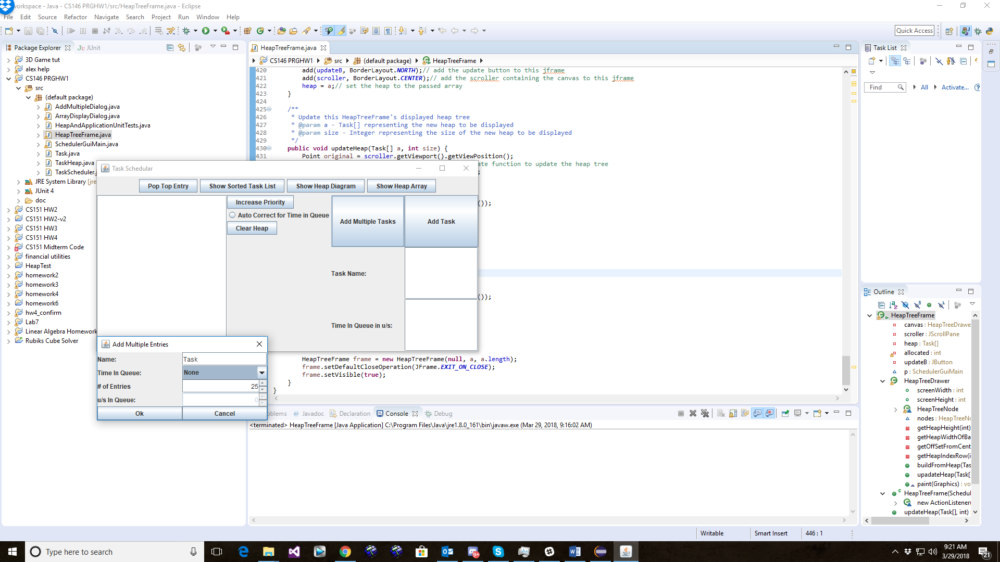 workspace - Java - CS146 PRGHW1/src/HeapTreeFrame.java - Eclipse
File Edit Source Refactor Navigate Search Project Run Window Help
Quick Access
Package Explorer JUnit
3D Game tut
alex help
CS146 PRGHW1
src
(default package)
AddMultipleDialog.java
ArrayDisplayDialog.java
HeapAndApplicationUnitTests.java
HeapTreeFrame.java
SchedulerGuiMain.java
Task.java
TaskHeap.java
TaskScheduler.j
JRE System Library [jre
JUnit 4
doc
CS151 HW2
CS151 HW2-v2
CS151 HW3
CS151 HW4
CS151 Midterm Code
financial utilities
HeapTest
homework2
homework3
homework4
homework6
hw4_confirm
Lab7
Linear Algebra Homework
Rubiks Cube Solver
HeapTreeFrame.java
CS146 PRGHW1 src (default package) HeapTreeFrame
420 add(updateB, BorderLayout.NORTH);// add the update button to this jframe
421 add(scroller, BorderLayout.CENTER);// add the scroller containing the canvas to this jframe
422 heap = a;// set the heap to the passed array
423 }
424
425 /**
426 * Update this HeapTreeFrame's displayed heap tree
427 * @param a - Task[] representing the new heap to be displayed
428 * @param size - Integer representing the size of the new heap to be displayed
429 */
430 public void updateHeap(Task[] a, int size) {
431 Point original = scroller.getViewport().getViewPosition();
ate function to update the heap tree
;
());
());
HeapTreeFrame frame = new HeapTreeFrame(null, a, a.length);
frame.setDefaultCloseOperation(JFrame.EXIT_ON_CLOSE);
frame.setVisible(true);
}
}
Task Schedular
Pop Top Entry Show Sorted Task List Show Heap Diagram Show Heap Array
Increase Priority
Auto Correct for Time in Queue
Clear Heap
Add Multiple Tasks Add Task
Task Name:
Time In Queue in u/s:
Add Multiple Entries
Name: Task
Time In Queue: None
# of Entries 25
u/s In Queue: 0
Ok Cancel
oblems Javadoc Declaration Console Debug
<terminated> HeapTreeFrame [Java Application] C:\Program Files\Java\jre1.8.0_161\bin\javaw.exe (Mar 29, 2018, 9:16:02 AM)
Task List
Find All Activate...
Outline
HeapTreeFrame
canvas : HeapTreeDrawe
scroller : JScrollPane
heap : Task[]
allocated : int
updateB : JButton
p : SchedulerGuiMain
HeapTreeDrawer
screenWidth : int
screenHeight : int
HeapTreeNode
nodes : HeapTreeNo
getHeapHeight(int)
getHeapWidthOfBa
getOffSetFromCent
getHeapIndexRow(i
buildFromHeap(Tas
upadateHeap(Task[
paint(Graphics) : vo
HeapTreeFrame(Schedul
new ActionListener(
updateHeap(Task[], int) :
Writable Smart Insert 446 : 1
Type here to search
9+
9:21 AM
3/29/2018
21